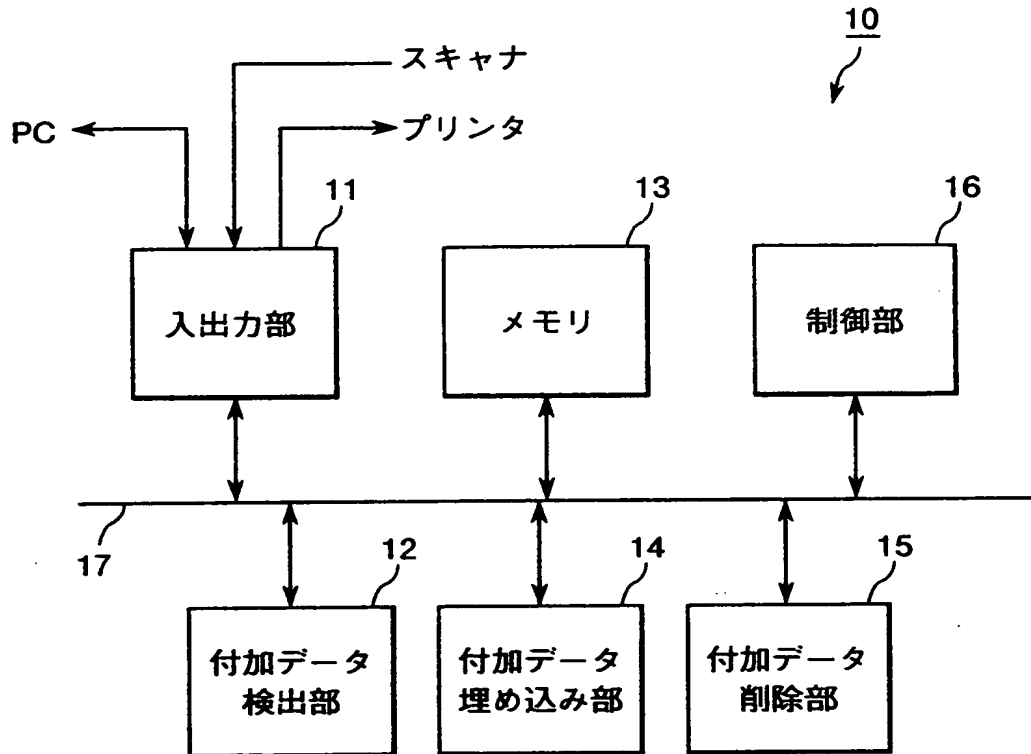 10
スキャナ
PC
プリンタ
11
13
16
入出力部
メモリ
制御部
17
12
14
15
付加データ
検出部
付加データ
埋め込み部
付加データ
削除部